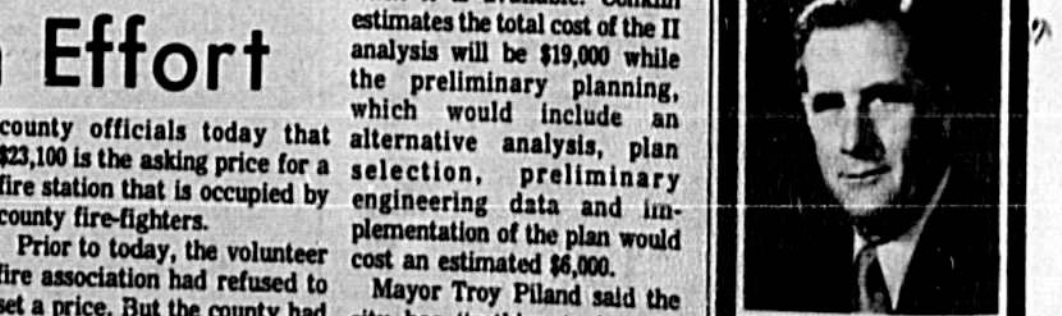 Effort
county officials today that
$23,100 is the asking price for a
fire station that is occupied by
county fire-fighters.
Prior to today, the volunteer
fire association had refused to
set a price. But the county had
estimates the total cost of the II
analysis will be $19,000 while
the preliminary planning,
which would include an
alternative analysis, plan
selection, preliminary
engineering data and im-
plementation of the plan would
cost an estimated $6,000.
Mayor Troy Piland said the